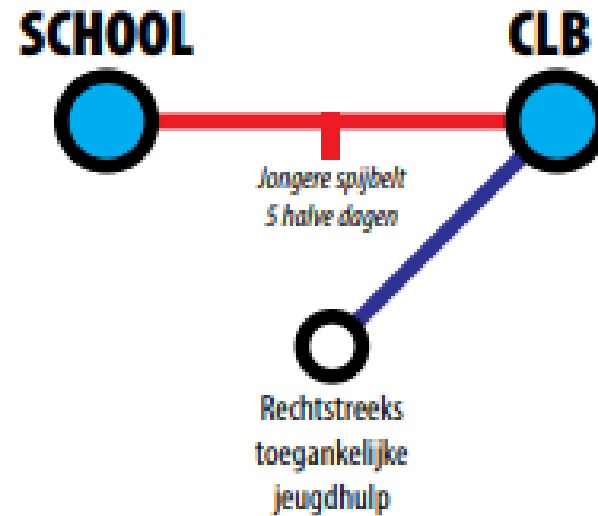 SCHOOL
CLB
Jongere spijbelt
5 halve dagen
Rechtstreeks
toegankelijke
jeugdhulp